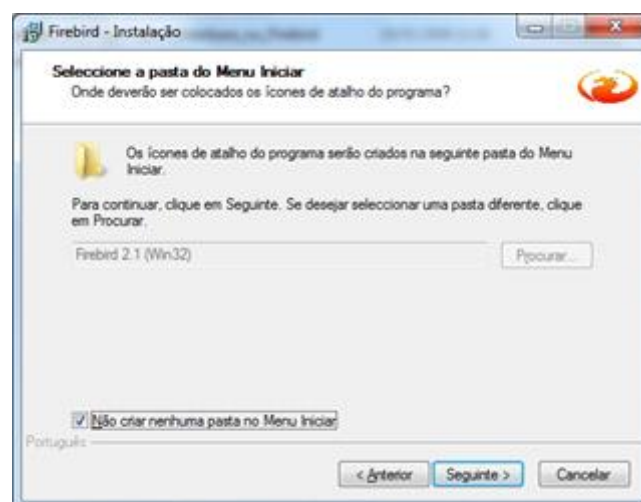 Firebird - Instalação
Seleccione a pasta do Menu Iniciar
Onde deverão ser colocados os ícones de atalho do programa?
Os ícones de atalho do programa serão criados na seguinte pasta do Menu
Iniciar.
Para continuar, clique em Seguinte. Se desejar seleccionar uma pasta diferente, clique
em Procurar.
Firebird 2.1 (Win32)
Procurar...
Não criar nenhuma pasta no Menu Iniciar
Português
< Anterior
Seguinte >
Cancelar